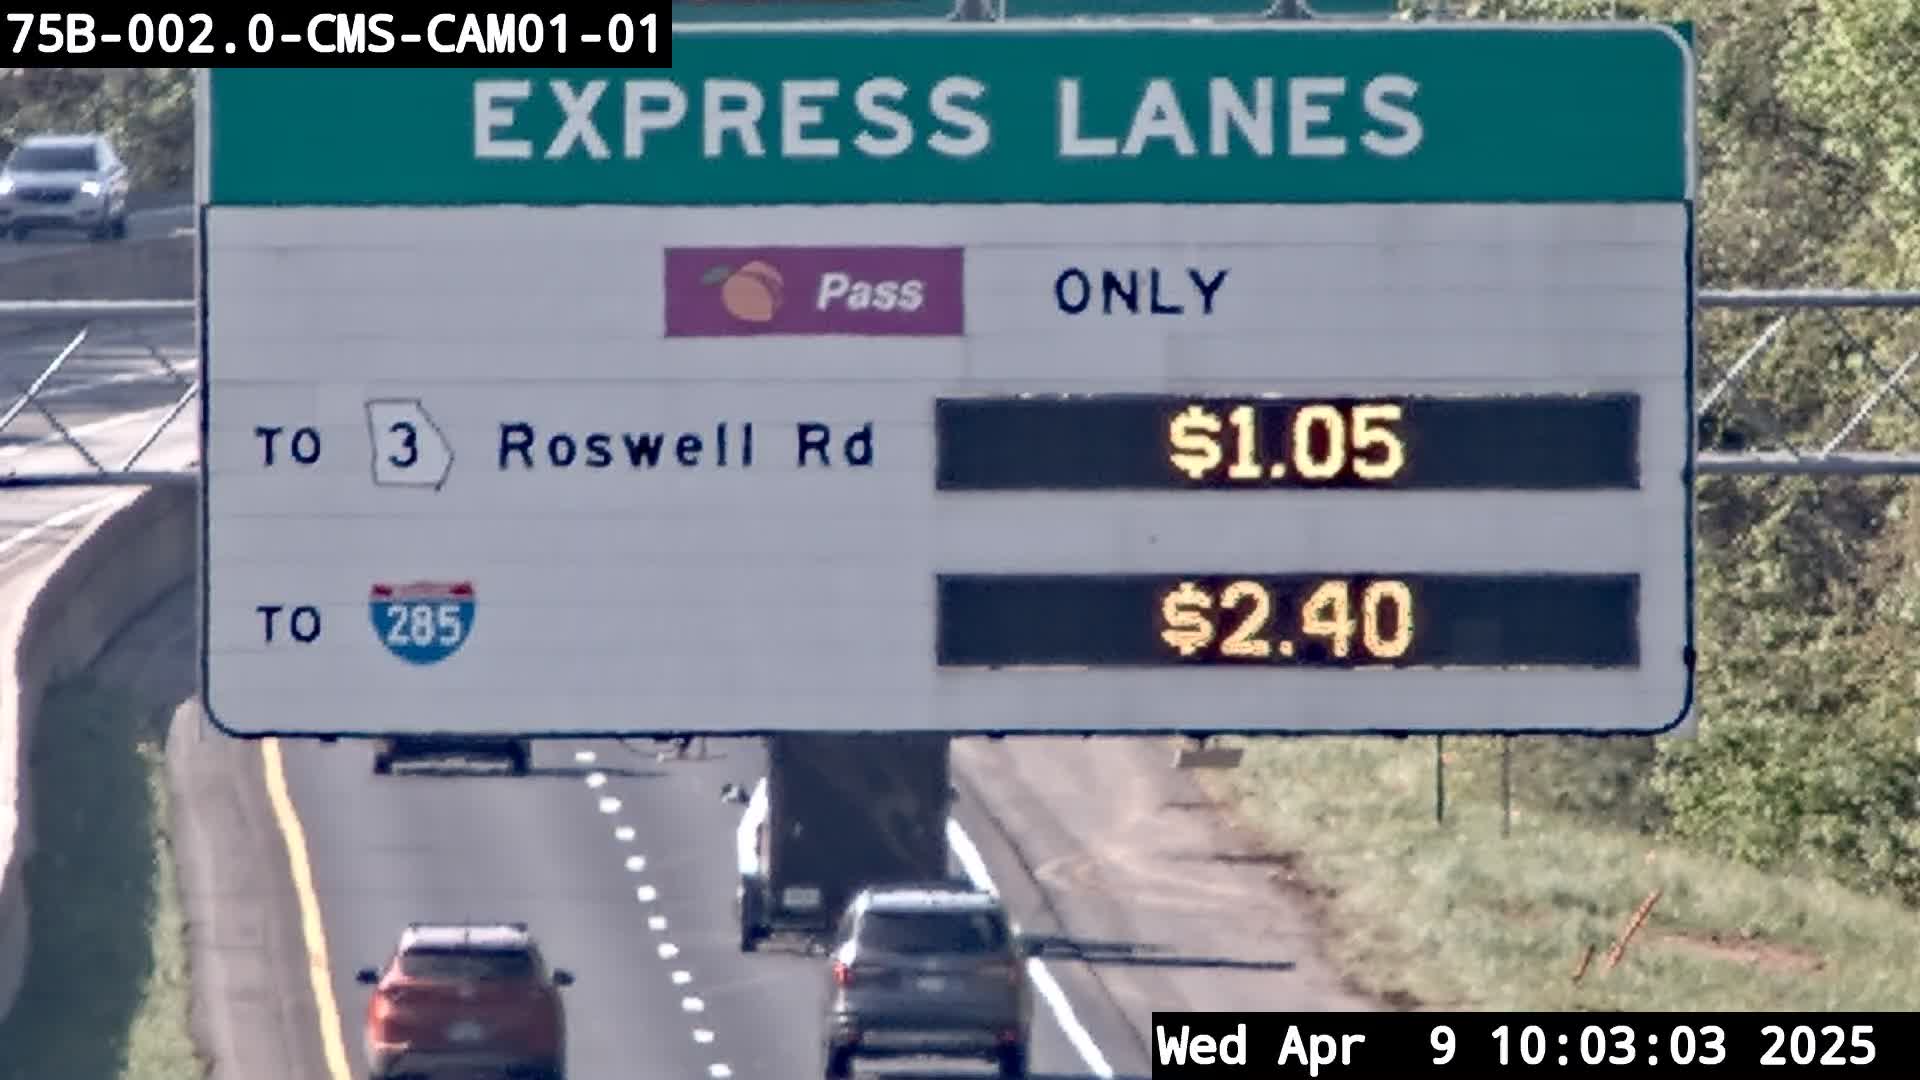 75B-002.0-CMS-CAM01-01
EXPRESS LANES
Pass ONLY
TO 3 Roswell Rd $1.05
TO 285 $2.40
Wed Apr 9 10:03:03 2025